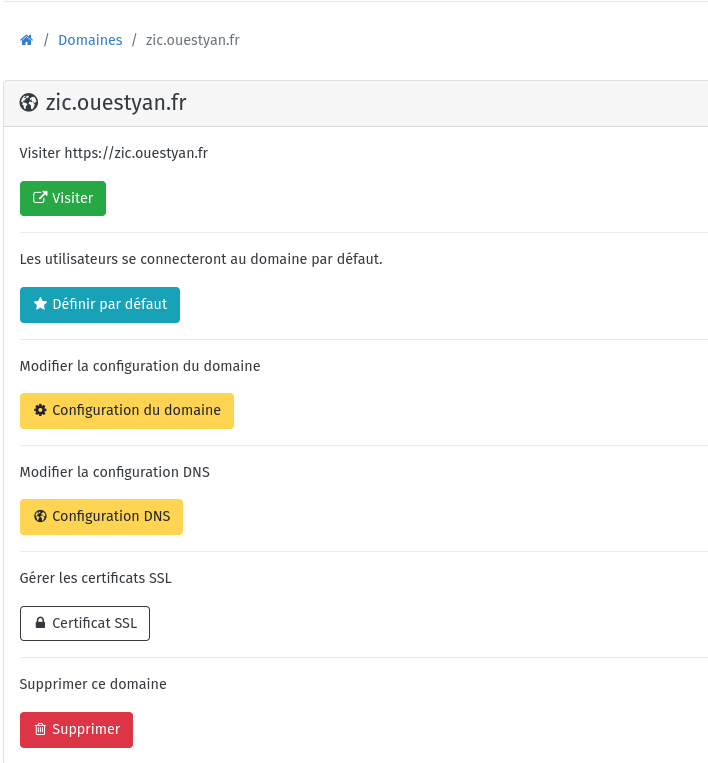 / Domaines / zic.ouestyan.fr
zic.ouestyan.fr
Visiter https://zic.ouestyan.fr
Visiter
Les utilisateurs se connecteront au domaine par défaut.
Définir par défaut
Modifier la configuration du domaine
Configuration du domaine
Modifier la configuration DNS
Configuration DNS
Gérer les certificats SSL
Certificat SSL
Supprimer ce domaine
Supprimer